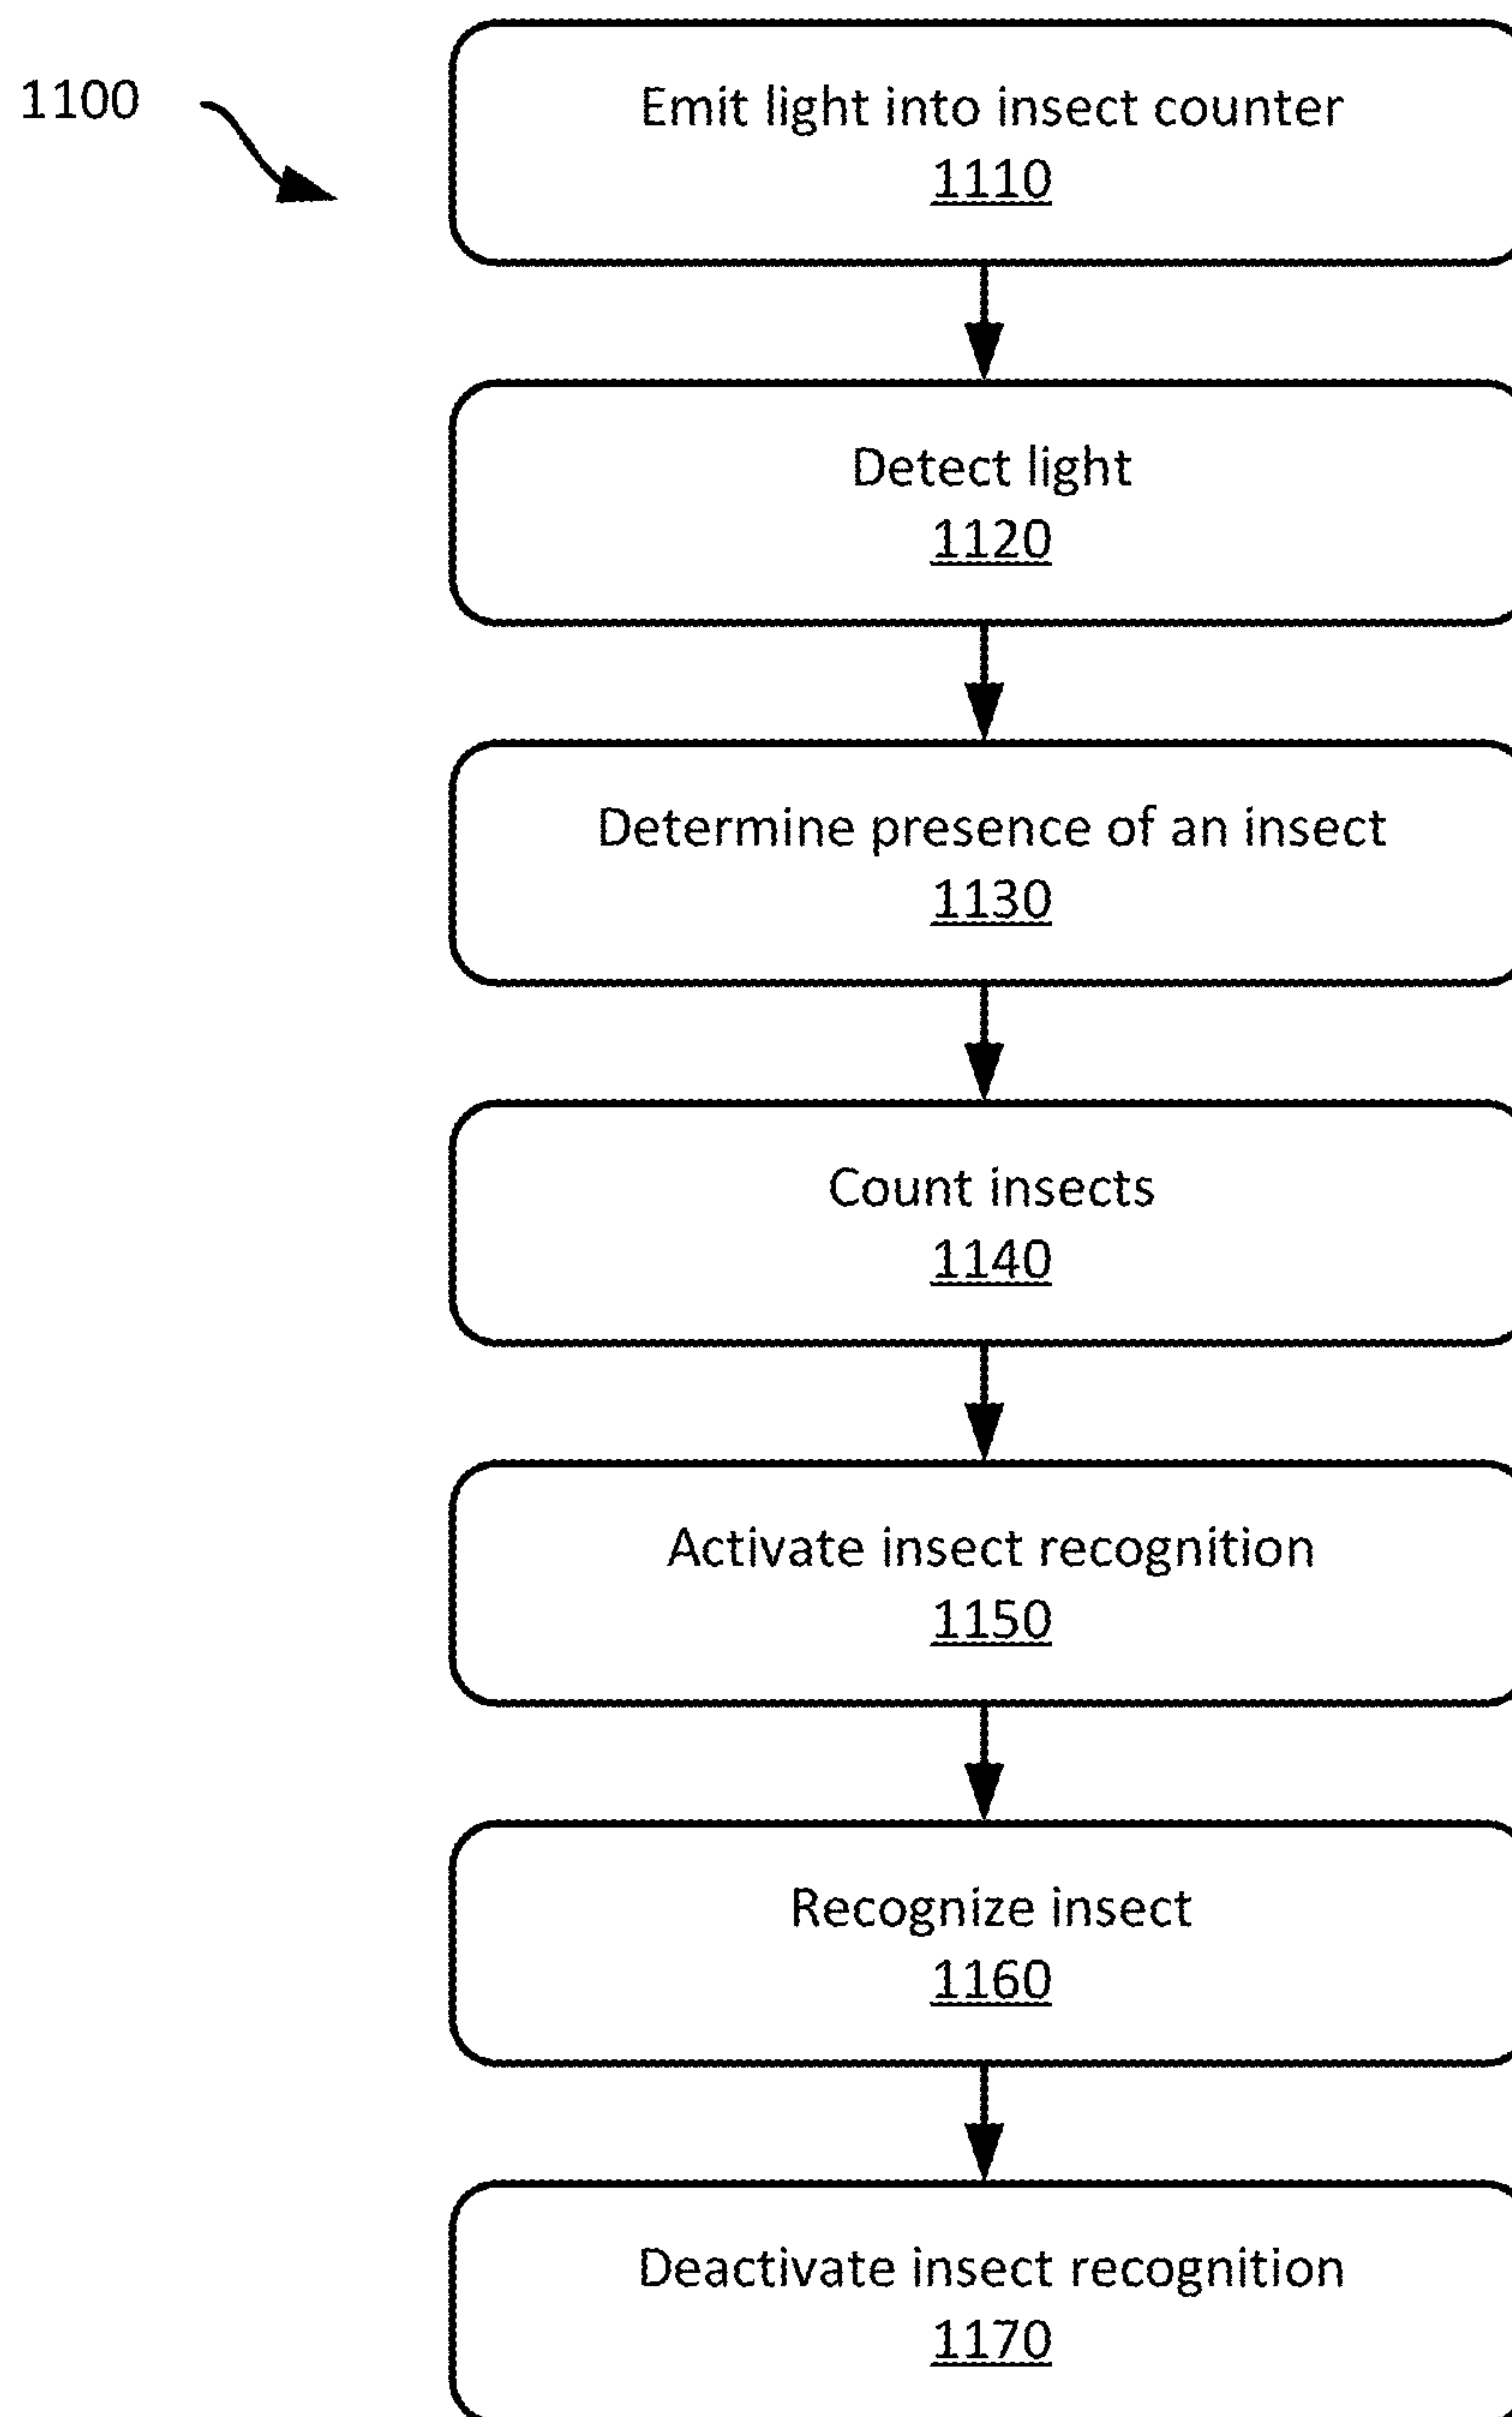 1100
Emit light into insect counter
1110
Detect light
1120
Determine presence of an insect
1130
Count insects
1140
Activate insect recognition
1150
Recognize insect
1160
Deactivate insect recognition
1170